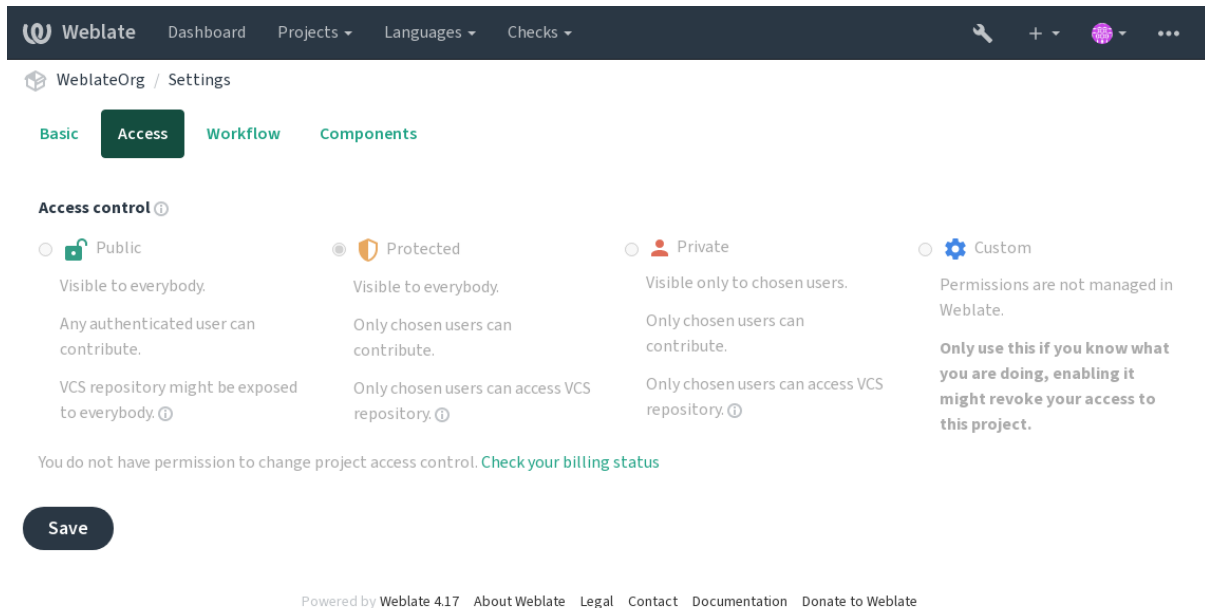 Weblate Dashboard Projects Languages Checks
WeblateOrg / Settings
Basic Access Workflow Components
Access control
Public
Visible to everybody.
Any authenticated user can
contribute.
VCS repository might be exposed
to everybody.
Protected
Visible to everybody.
Only chosen users can
contribute.
Only chosen users can access VCS
repository.
Private
Visible only to chosen users.
Only chosen users can
contribute.
Only chosen users can access VCS
repository.
Custom
Permissions are not managed in
Weblate.
Only use this if you know what
you are doing, enabling it
might revoke your access to
this project.
You do not have permission to change project access control. Check your billing status
Save
Powered by Weblate 4.17 About Weblate Legal Contact Documentation Donate to Weblate